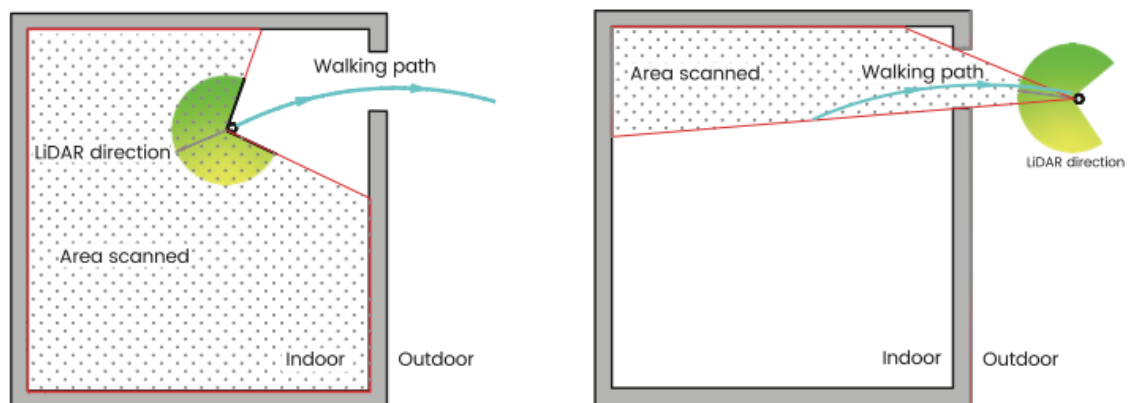 Walking path
LiDAR direction
Area scanned
Indoor
Outdoor
Area scanned
Walking path
LiDAR direction
Indoor
Outdoor